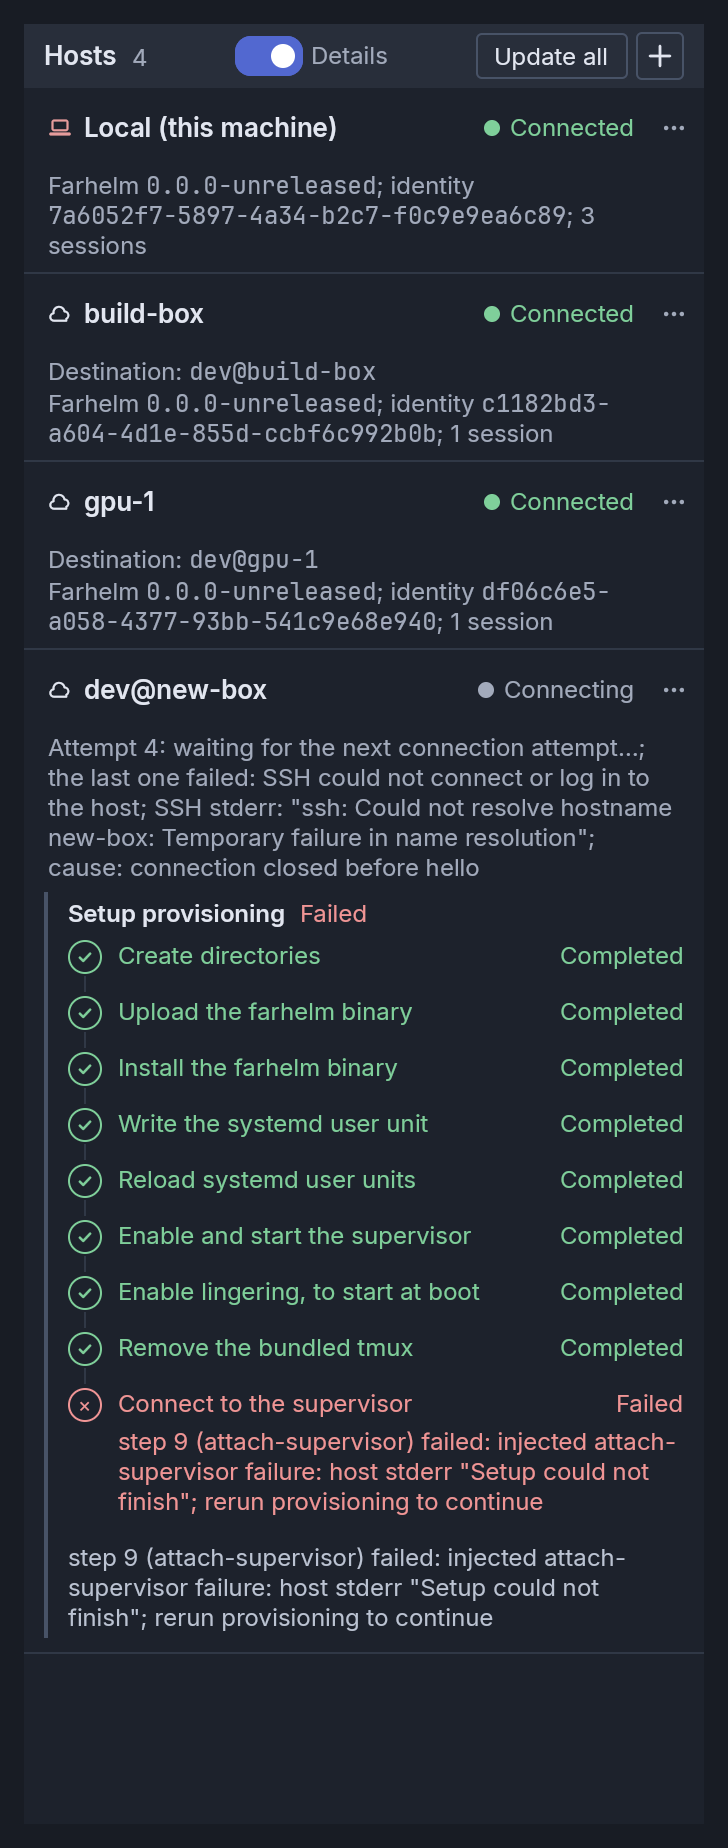 Hosts 4 Details Update all
Local (this machine) Connected
Farhelm 0.0.0-unreleased; identity
7a6052f7-5897-4a34-b2c7-f0c9e9ea6c89; 3
sessions
build-box Connected
Destination: dev@build-box
Farhelm 0.0.0-unreleased; identity c1182bd3-
a604-4d1e-855d-ccbf6c992b0b; 1 session
gpu-1 Connected
Destination: dev@gpu-1
Farhelm 0.0.0-unreleased; identity df06c6e5-
a058-4377-93bb-541c9e68e940; 1 session
dev@new-box Connecting
Attempt 4: waiting for the next connection attempt...;
the last one failed: SSH could not connect or log in to
the host; SSH stderr: "ssh: Could not resolve hostname
new-box: Temporary failure in name resolution";
cause: connection closed before hello
Setup provisioning Failed
Create directories Completed
Upload the farhelm binary Completed
Install the farhelm binary Completed
Write the systemd user unit Completed
Reload systemd user units Completed
Enable and start the supervisor Completed
Enable lingering, to start at boot Completed
Remove the bundled tmux Completed
Connect to the supervisor Failed
step 9 (attach-supervisor) failed: injected attach-
supervisor failure: host stderr "Setup could not
finish"; rerun provisioning to continue
step 9 (attach-supervisor) failed: injected attach-
supervisor failure: host stderr "Setup could not
finish"; rerun provisioning to continue